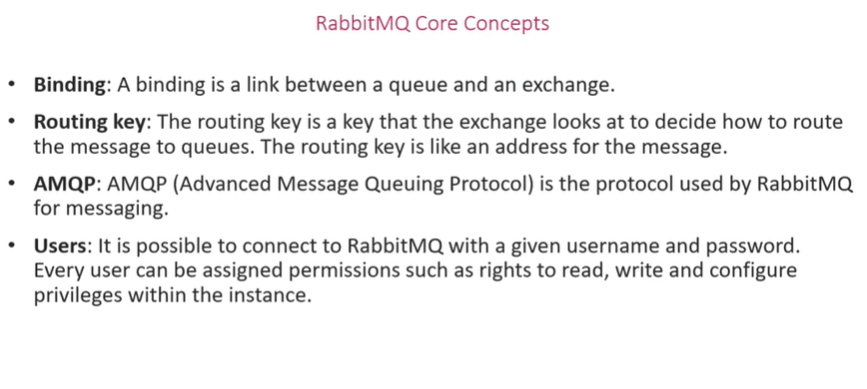 RabbitMQ Core Concepts
• Binding: A binding is a link between a queue and an exchange.
• Routing key: The routing key is a key that the exchange looks at to decide how to route
the message to queues. The routing key is like an address for the message.
• AMQP: AMQP (Advanced Message Queuing Protocol) is the protocol used by RabbitMQ
for messaging.
• Users: It is possible to connect to RabbitMQ with a given username and password.
Every user can be assigned permissions such as rights to read, write and configure
privileges within the instance.